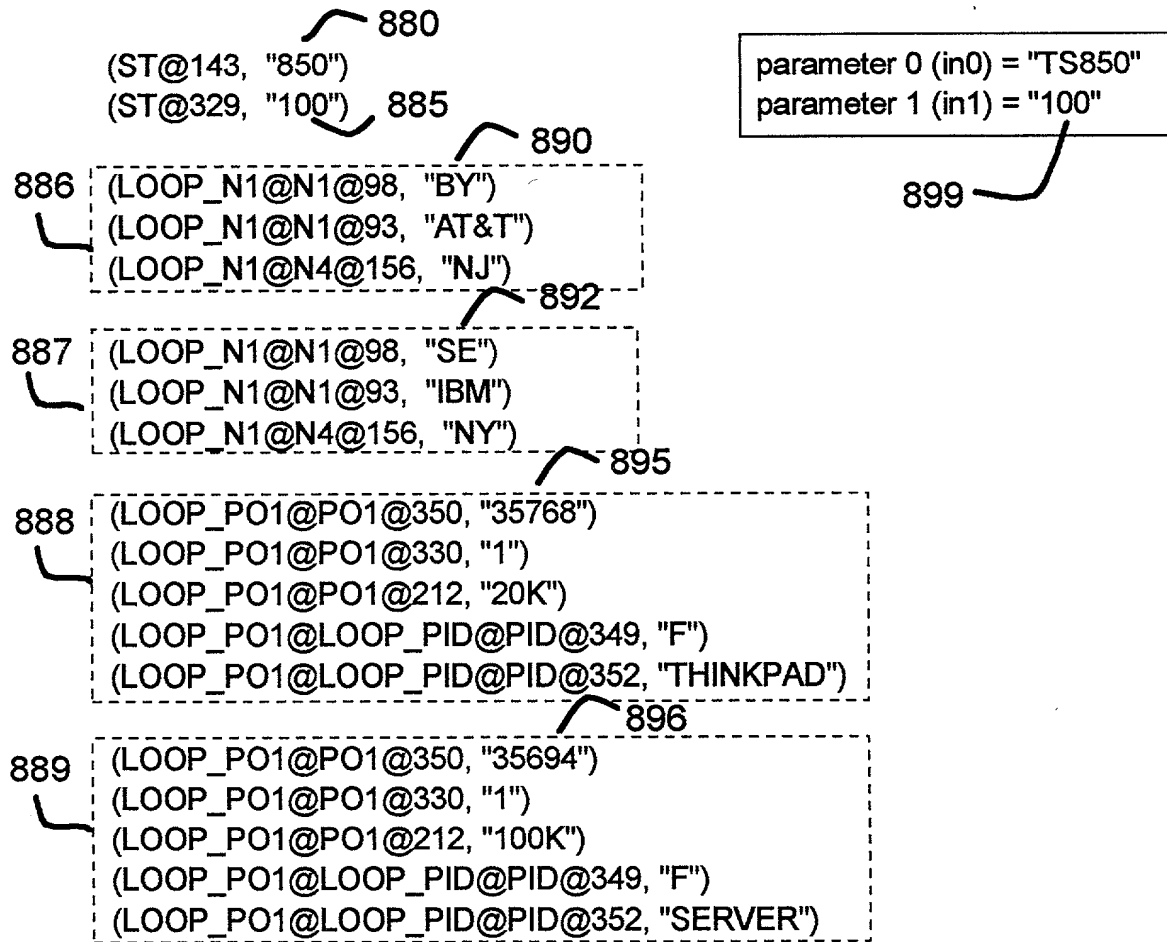 880
(ST@143, "850")
(ST@329, "100")
885
parameter 0 (in0) = "TS850"
parameter 1 (in1) = "100"
899
890
886
(LOOP_N1@N1@98, "BY")
(LOOP_N1@N1@93, "AT&T")
(LOOP_N1@N4@156, "NJ")
892
887
(LOOP_N1@N1@98, "SE")
(LOOP_N1@N1@93, "IBM")
(LOOP_N1@N4@156, "NY")
895
888
(LOOP_PO1@PO1@350, "35768")
(LOOP_PO1@PO1@330, "1")
(LOOP_PO1@PO1@212, "20K")
(LOOP_PO1@LOOP_PID@PID@349, "F")
(LOOP_PO1@LOOP_PID@PID@352, "THINKPAD")
896
889
(LOOP_PO1@PO1@350, "35694")
(LOOP_PO1@PO1@330, "1")
(LOOP_PO1@PO1@212, "100K")
(LOOP_PO1@LOOP_PID@PID@349, "F")
(LOOP_PO1@LOOP_PID@PID@352, "SERVER")